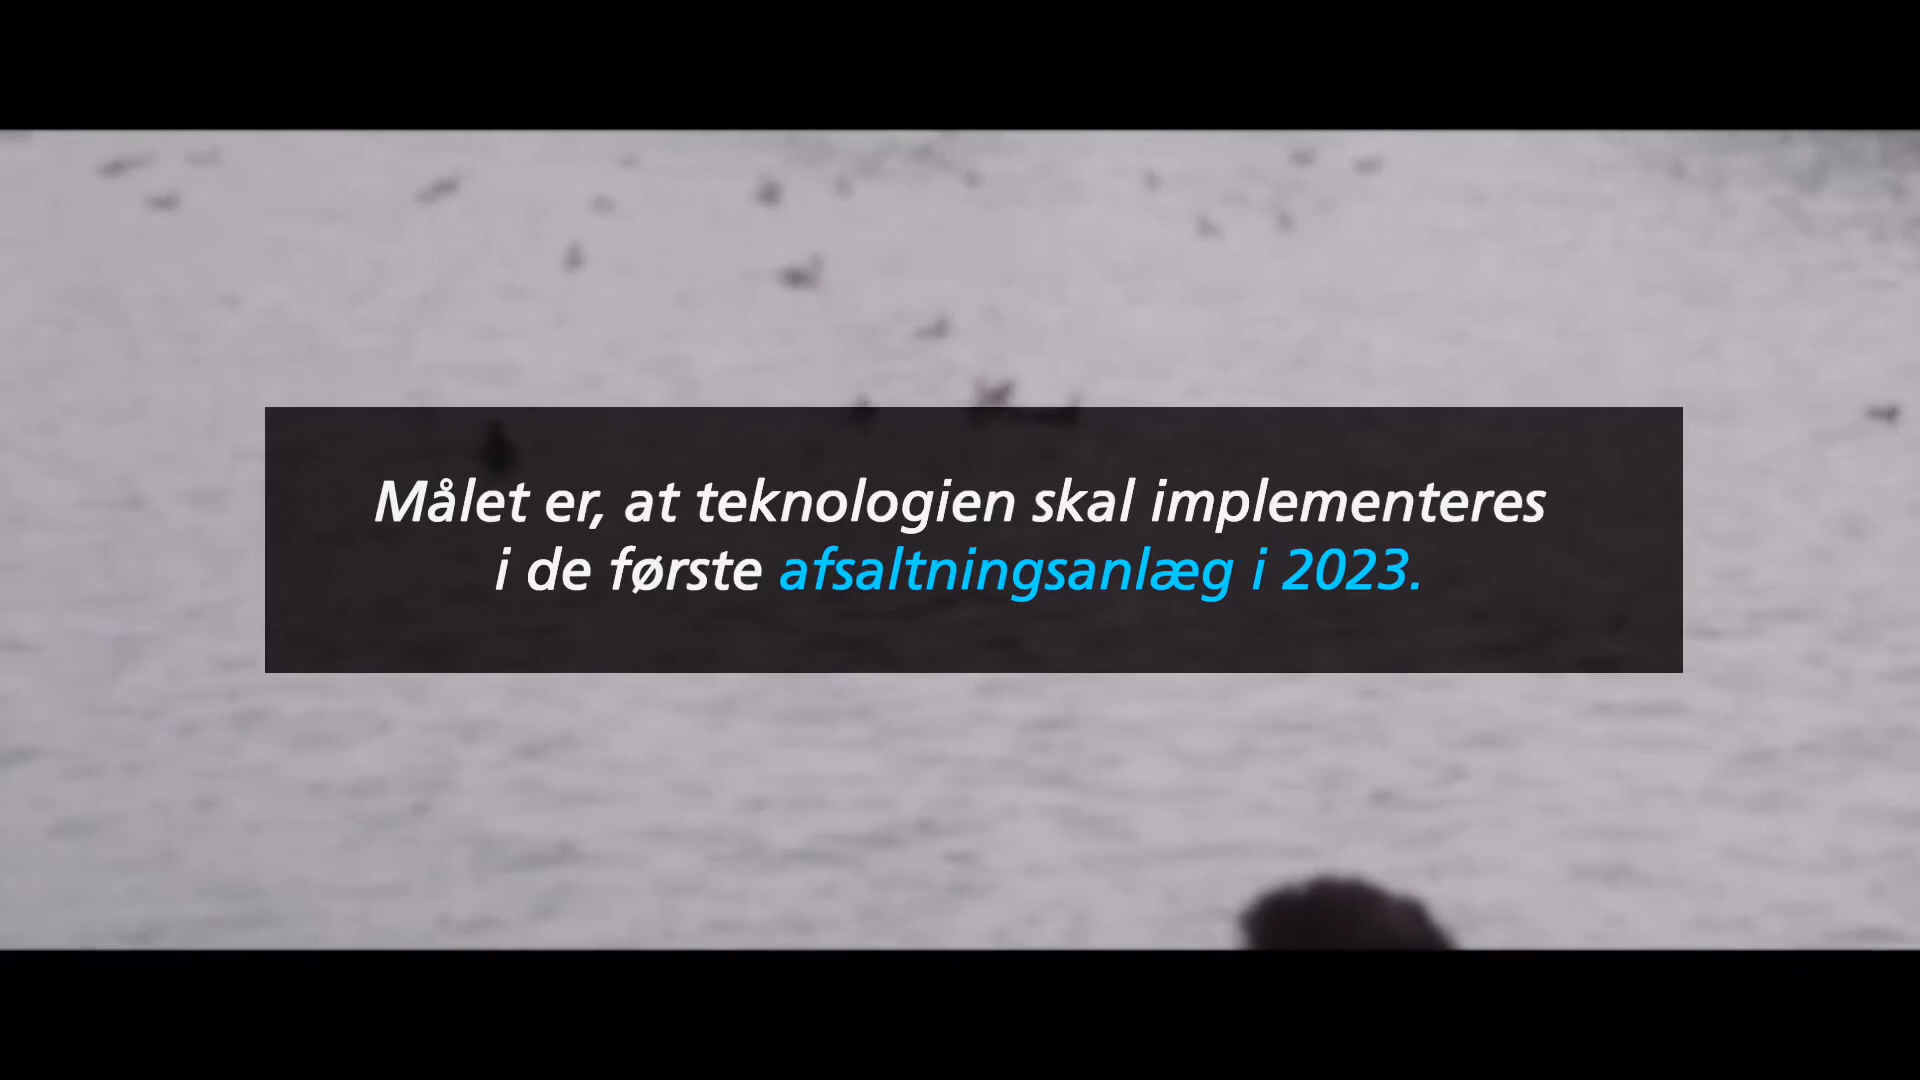 Målet er, at teknologien skal implementeres
i de første afsaltningsanlæg i 2023.